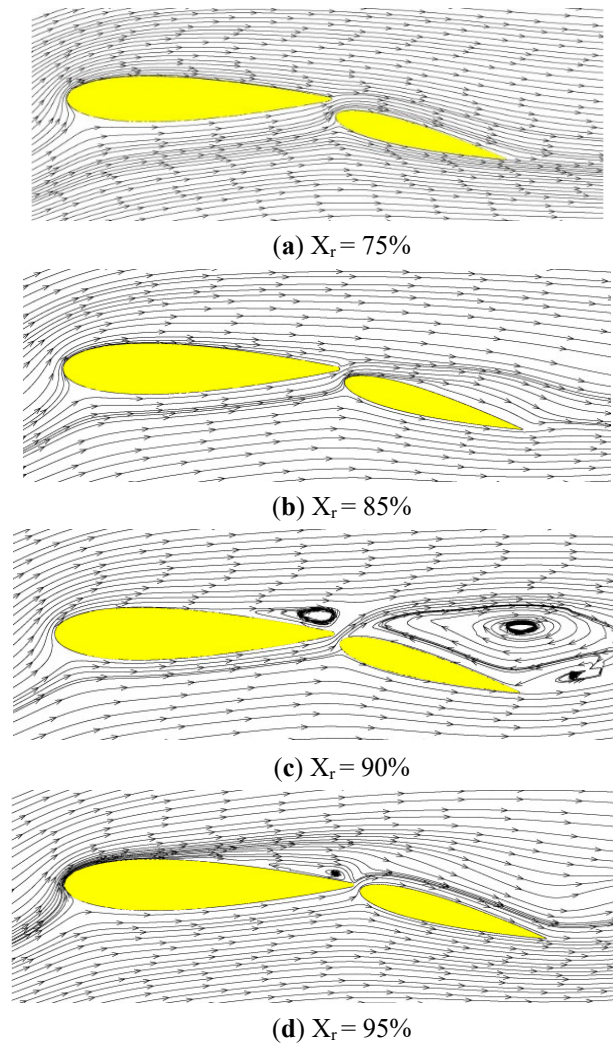 (a) Xr = 75%
(b) Xr = 85%
(c) Xr = 90%
(d) Xr = 95%